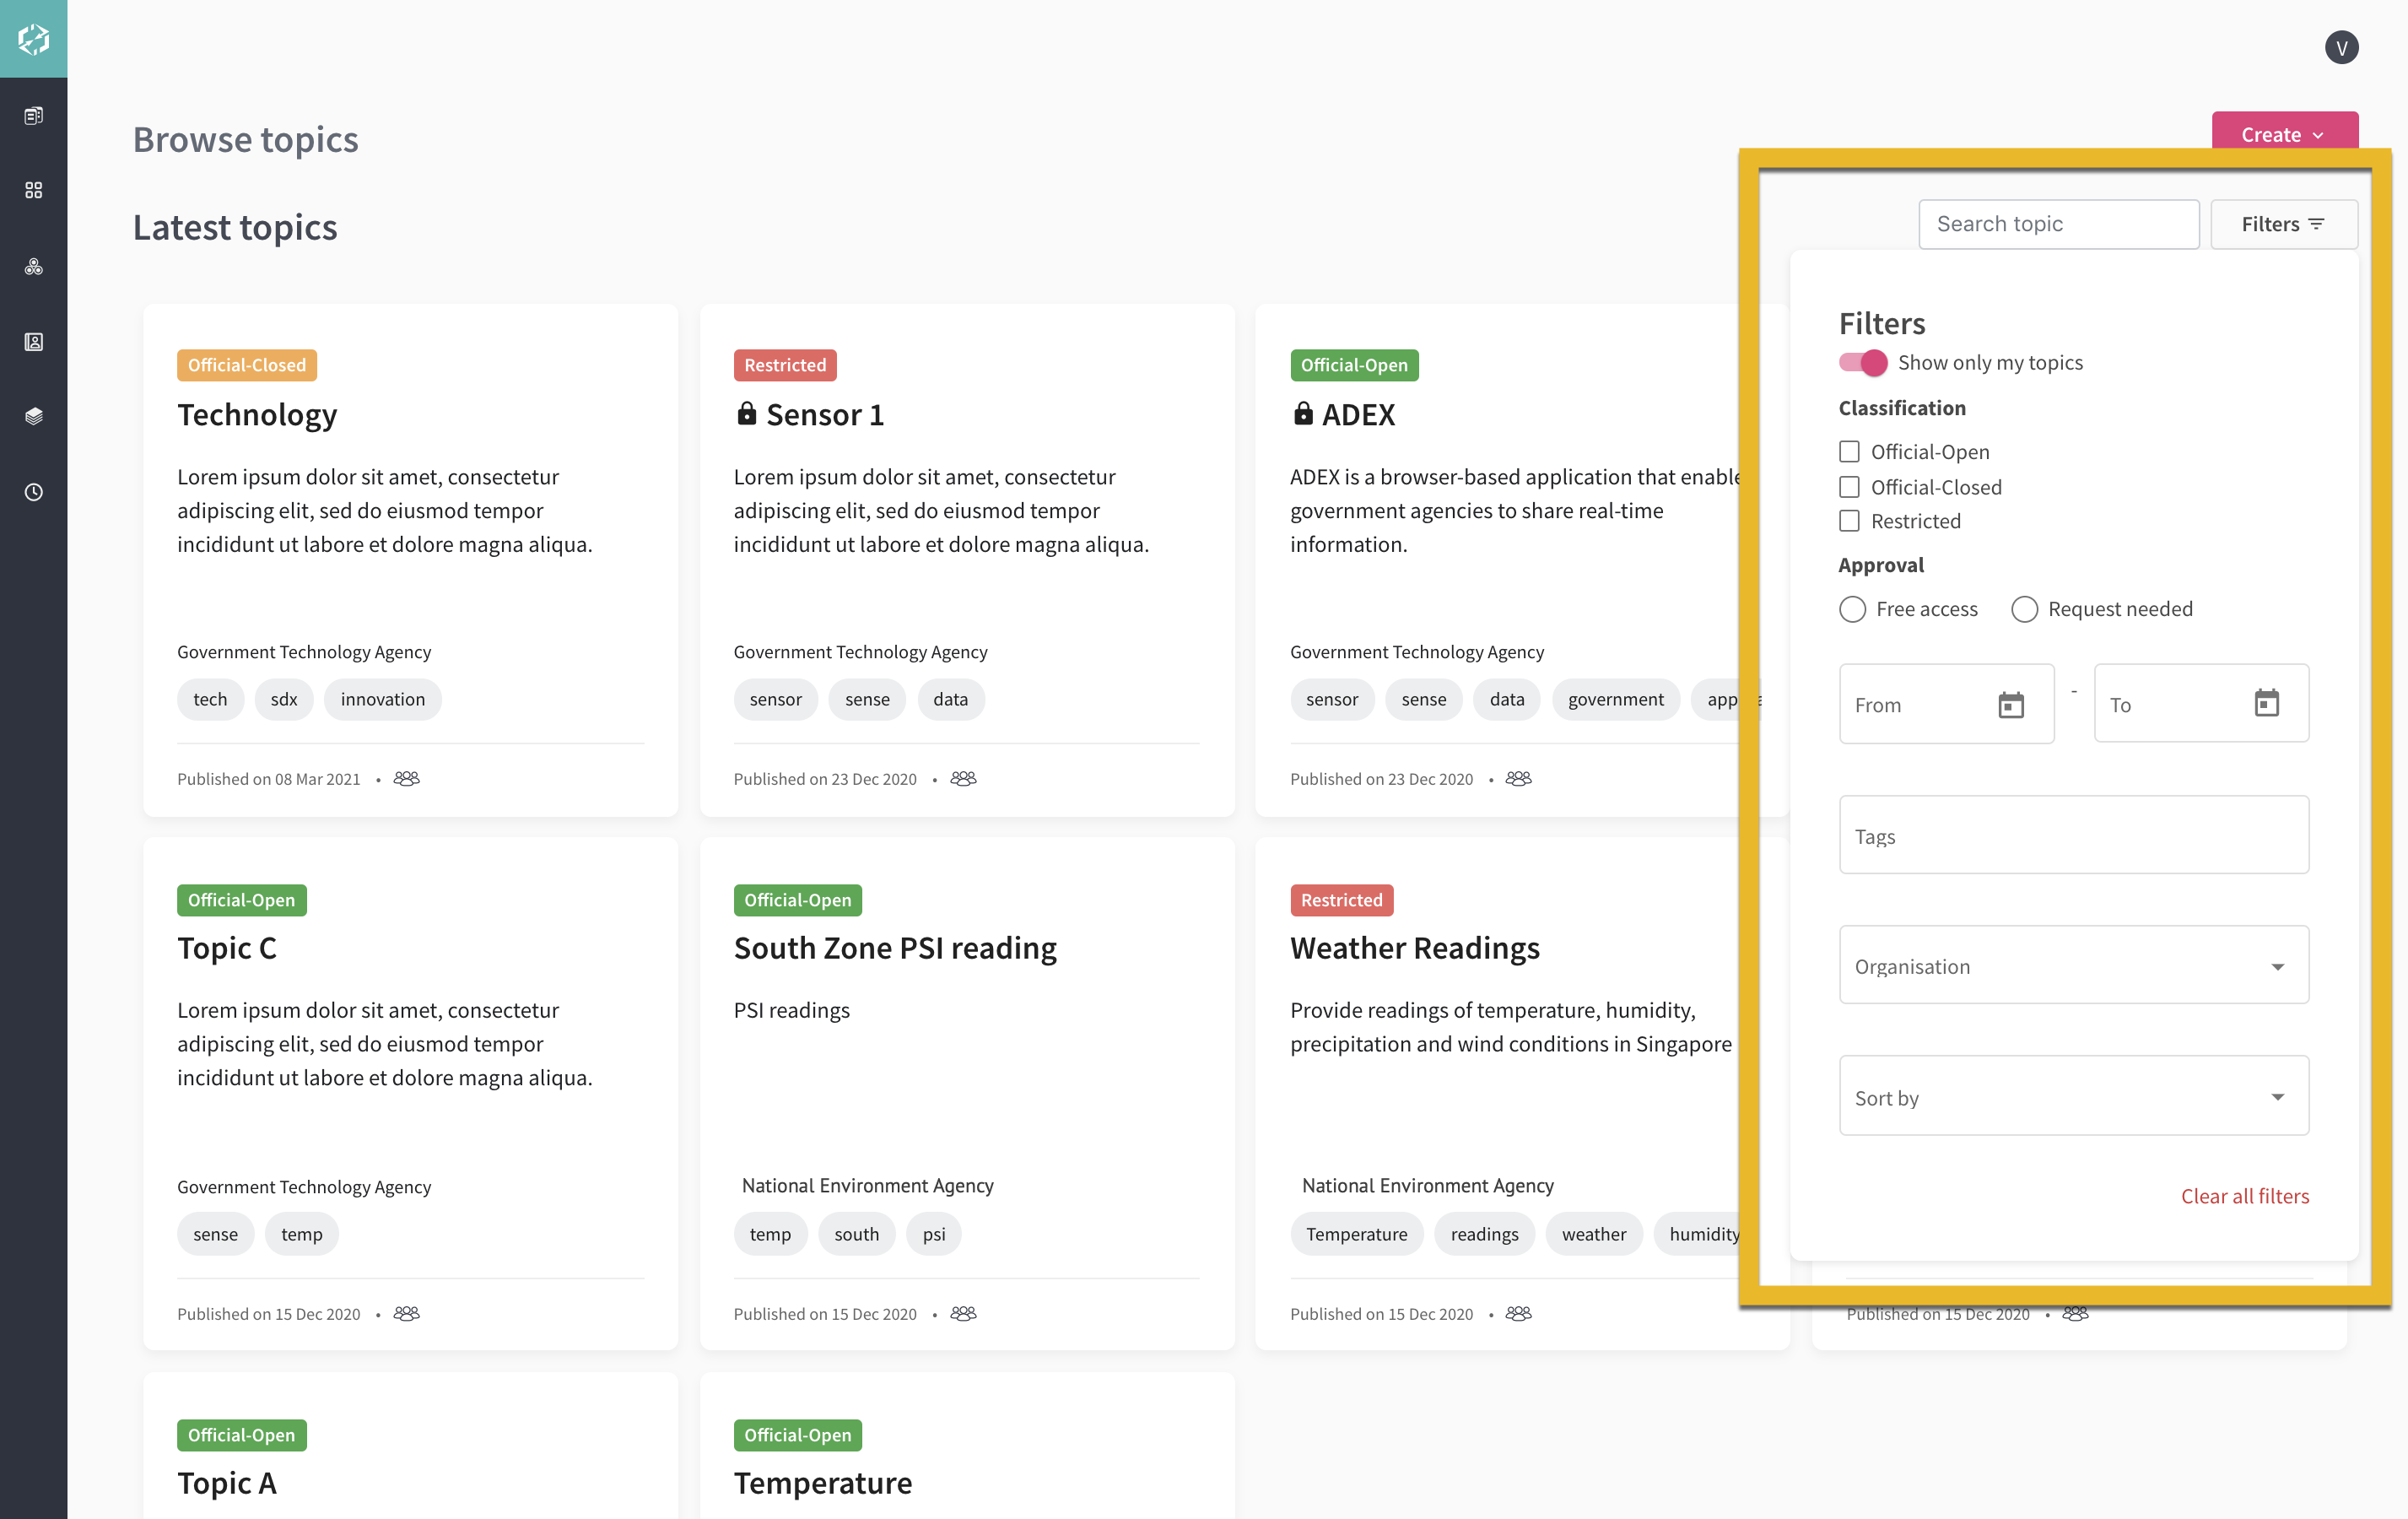 V
Browse topics
Create
Latest topics
Search topic
Filters
Official-Closed
Technology
Lorem ipsum dolor sit amet, consectetur
adipiscing elit, sed do eiusmod tempor
incididunt ut labore et dolore magna aliqua.
Government Technology Agency
tech sdx innovation
Published on 08 Mar 2021 •
Restricted
Sensor 1
Lorem ipsum dolor sit amet, consectetur
adipiscing elit, sed do eiusmod tempor
incididunt ut labore et dolore magna aliqua.
Government Technology Agency
sensor sense data
Published on 23 Dec 2020 •
Official-Open
ADEX
ADEX is a browser-based application that enable
government agencies to share real-time
information.
Government Technology Agency
sensor sense data government
Published on 23 Dec 2020 •
Filters
Show only my topics
Classification
Official-Open
Official-Closed
Restricted
Approval
Free access Request needed
From - To
Tags
Organisation
Sort by
Clear all filters
Official-Open
Topic C
Lorem ipsum dolor sit amet, consectetur
adipiscing elit, sed do eiusmod tempor
incididunt ut labore et dolore magna aliqua.
Government Technology Agency
sense temp
Published on 15 Dec 2020 •
Official-Open
South Zone PSI reading
PSI readings
National Environment Agency
temp south psi
Published on 15 Dec 2020 •
Restricted
Weather Readings
Provide readings of temperature, humidity,
precipitation and wind conditions in Singapore
National Environment Agency
Temperature readings weather humidity
Published on 15 Dec 2020 •
Published on 15 Dec 2020 •
Official-Open
Topic A
Official-Open
Temperature